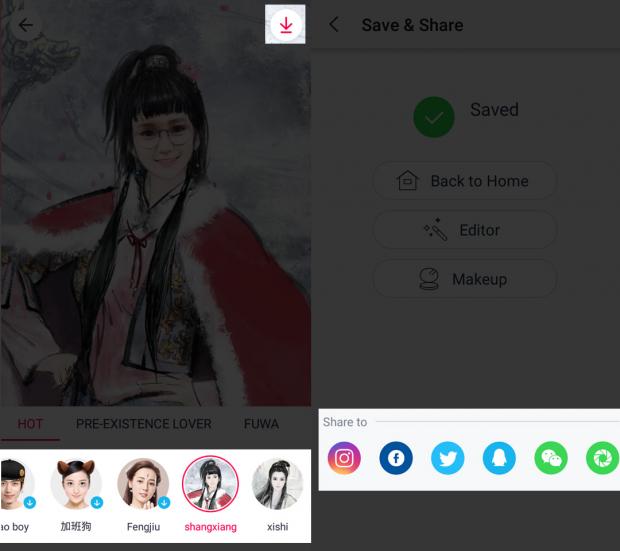 Save & Share
Saved
Back to Home
Editor
Makeup
HOT PRE-EXISTENCE LOVER FUWA
ao boy 加班狗 Fengjiu shangxiang xishi
Share to